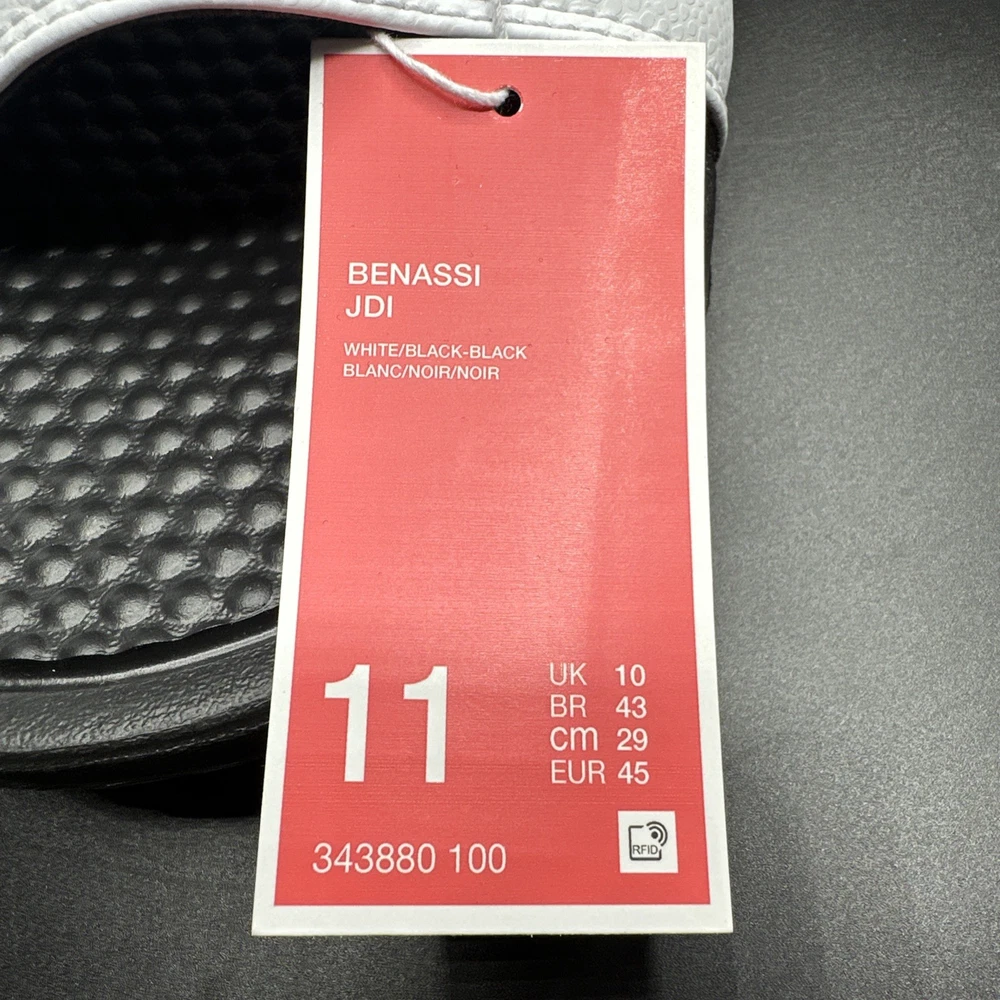 BENASSI
JDI
WHITE/BLACK-BLACK
BLANC/NOIR/NOIR
11
UK 10
BR 43
cm 29
EUR 45
343880 100
RFID